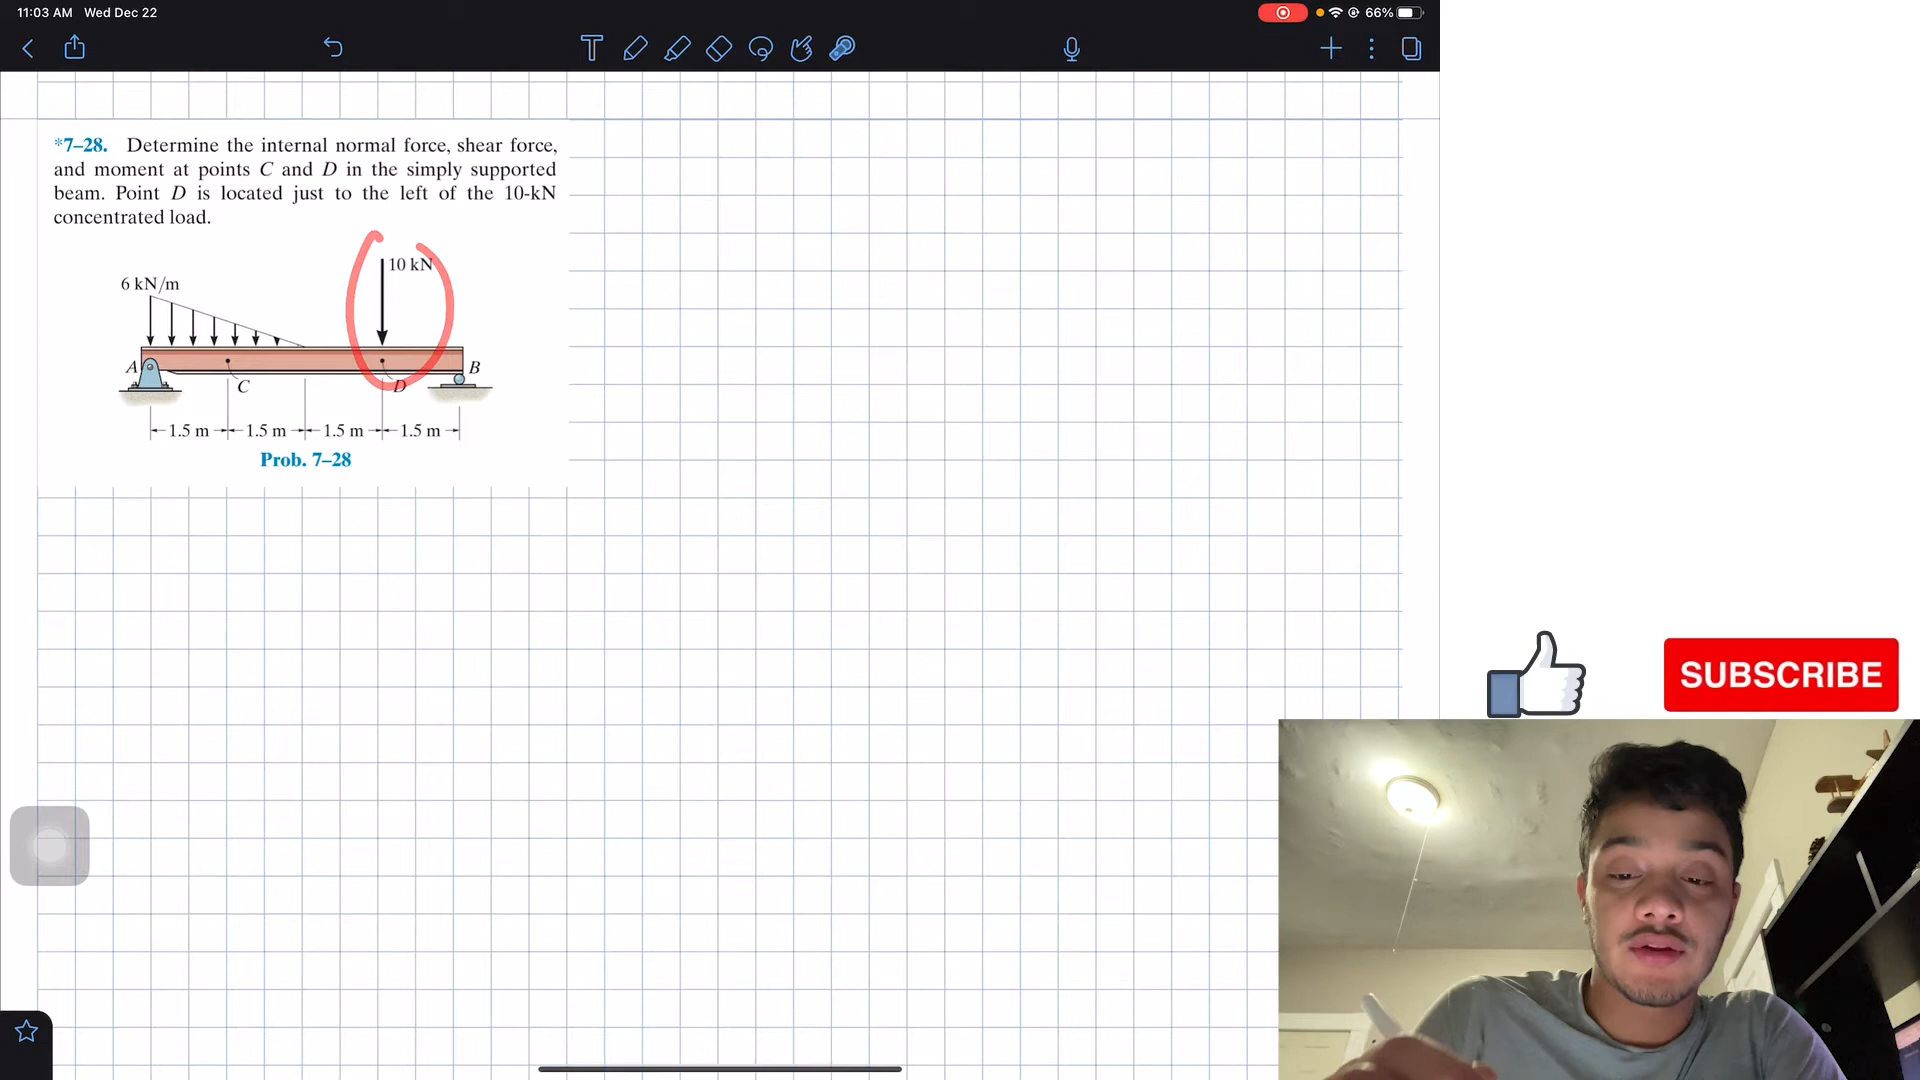 11:03 AM Wed Dec 22
66%
*7–28. Determine the internal normal force, shear force,
and moment at points C and D in the simply supported
beam. Point D is located just to the left of the 10-kN
concentrated load.
10 kN
6 kN/m
A
B
C
D
1.5 m 1.5 m 1.5 m 1.5 m
Prob. 7–28
SUBSCRIBE